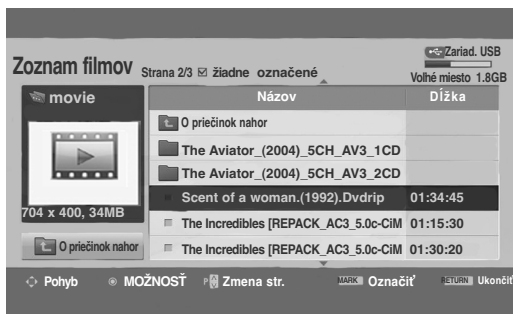 Zoznam filmov Strana 2/3 žiadne označené
Zariad. USB
Voľné miesto 1.8GB
movie
704 x 400, 34MB
O priečinok nahor
Názov Dĺžka
O priečinok nahor
The Aviator_(2004)_5CH_AV3_1CD
The Aviator_(2004)_5CH_AV3_2CD
Scent of a woman.(1992).Dvdrip 01:34:45
The Incredibles [REPACK_AC3_5.0c-CiM 01:15:30
The Incredibles [REPACK_AC3_5.0c-CiM 01:30:20
Pohyb MOŽNOSŤ P Zmena str. MARK Označiť RETURN Ukončiť